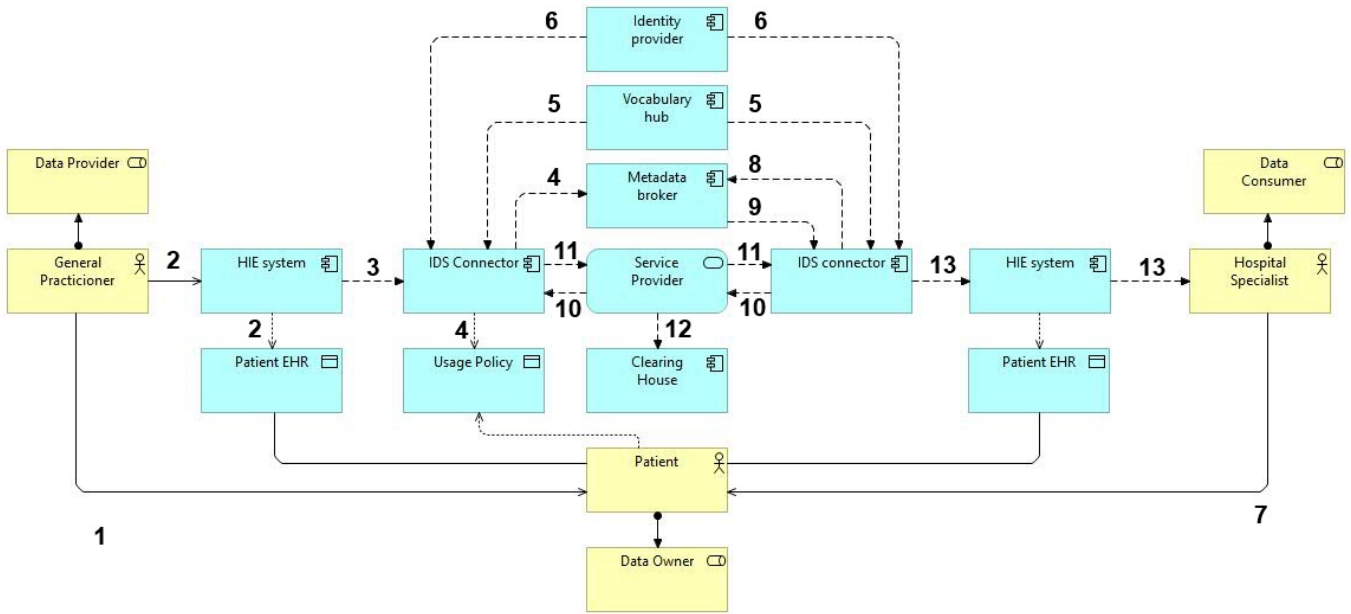 6
Identity
provider
6
5
Vocabulary
hub
5
Data Provider
4
Metadata
broker
8
9
Data
Consumer
General
Practicioner
2
HIE system
3
IDS Connector
11
Service
Provider
11
IDS connector
13
HIE system
13
Hospital
Specialist
10
10
2
4
12
Patient EHR
Usage Policy
Clearing
House
Patient EHR
Patient
1
7
Data Owner